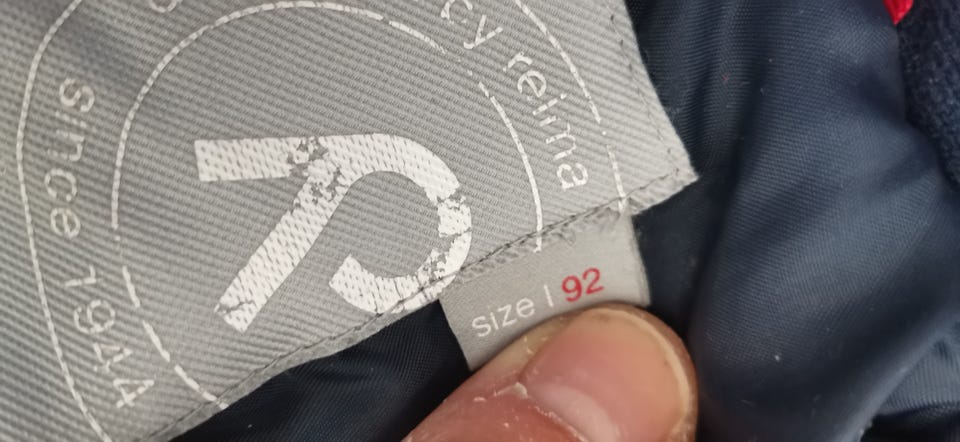 cy reima
since 1944
size | 92